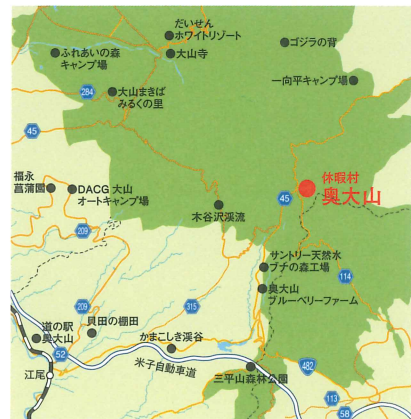 だいせん
ホワイトリゾート
ゴジラの背
ふれあいの森
キャンプ場
大山寺
一向平キャンプ場
284
大山まきば
みるくの里
45
休暇村
奥大山
福永
菖蒲園
DACG 大山
オートキャンプ場
45
木谷沢渓流
209
サントリー天然水
ブナの森工場
114
奥大山
ブルーベリーファーム
209
315
貝田の棚田
道の駅
奥大山
かまこしき渓谷
52
米子自動車道
482
江尾
三平山森林公園
113
58